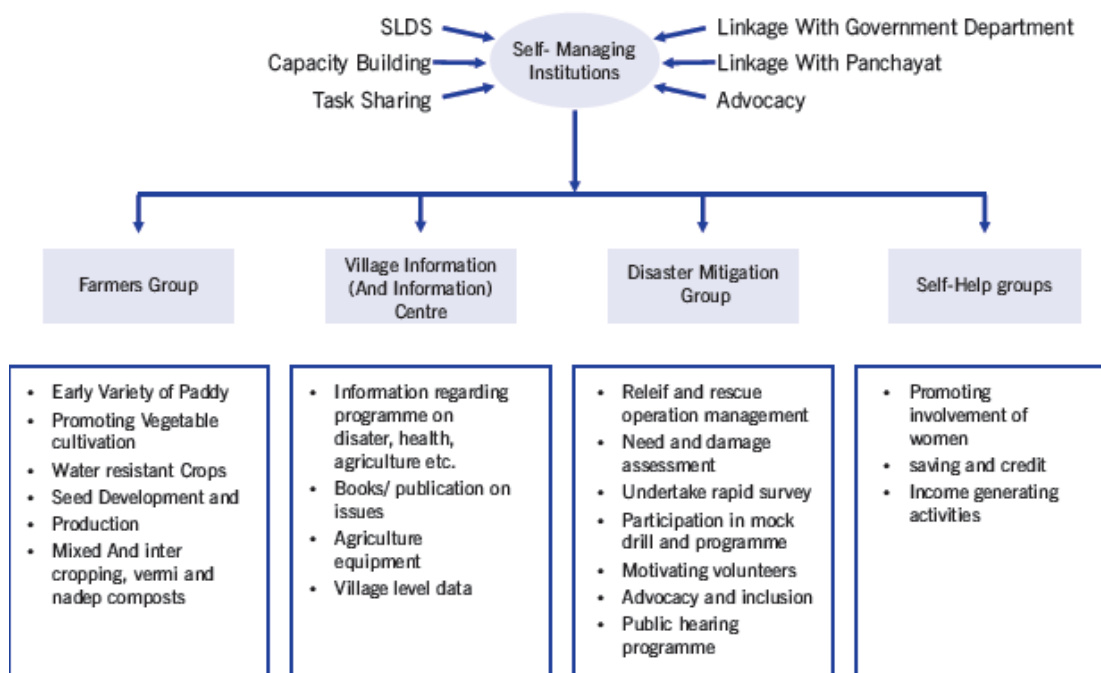 SLDS
Capacity Building
Task Sharing
Self- Managing
Institutions
Linkage With Government Department
Linkage With Panchayat
Advocacy
Farmers Group
Village Information
(And Information)
Centre
Disaster Mitigation
Group
Self-Help groups
• Early Variety of Paddy
• Promoting Vegetable
cultivation
• Water resistant Crops
• Seed Development and
• Production
• Mixed And inter
cropping, vermi and
nadep composts
• Information regarding
programme on
disater, health,
agriculture etc.
• Books/ publication on
issues
• Agriculture
equipment
• Village level data
• Releif and rescue
operation management
• Need and damage
assessment
• Undertake rapid survey
• Participation in mock
drill and programme
• Motivating volunteers
• Advocacy and inclusion
• Public hearing
programme
• Promoting
involvement of
women
• saving and credit
• Income generating
activities